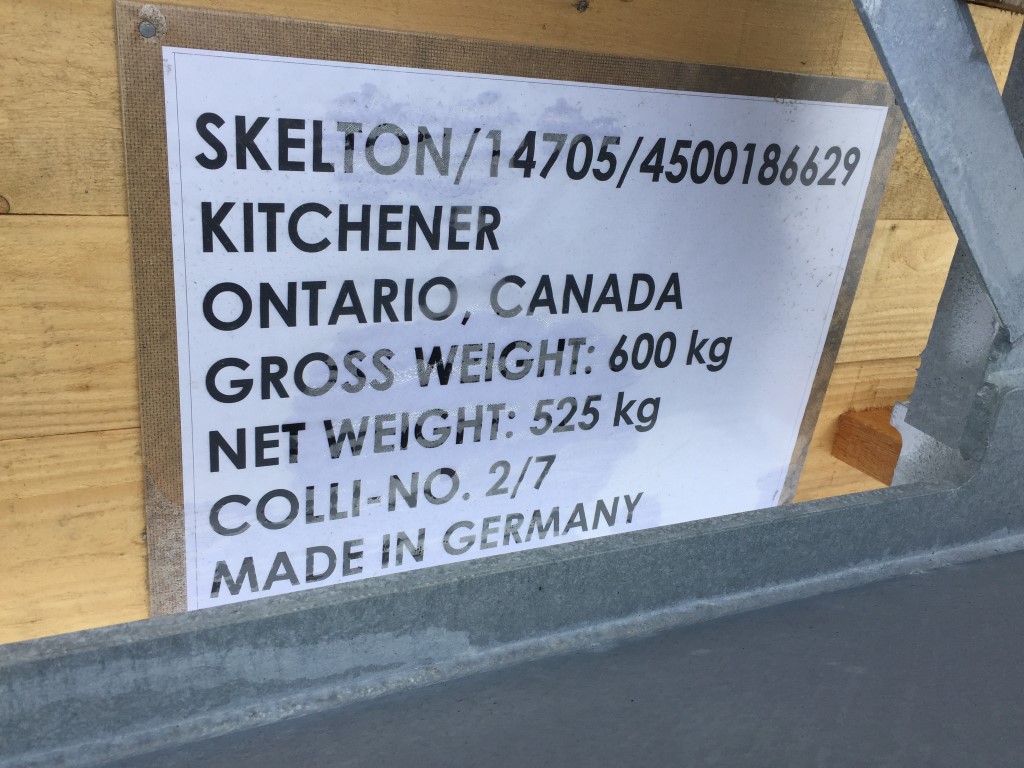 SKELTON/14705/4500186629
KITCHENER
ONTARIO, CANADA
GROSS WEIGHT: 600 kg
NET WEIGHT: 525 kg
COLLI-NO. 2/7
MADE IN GERMANY